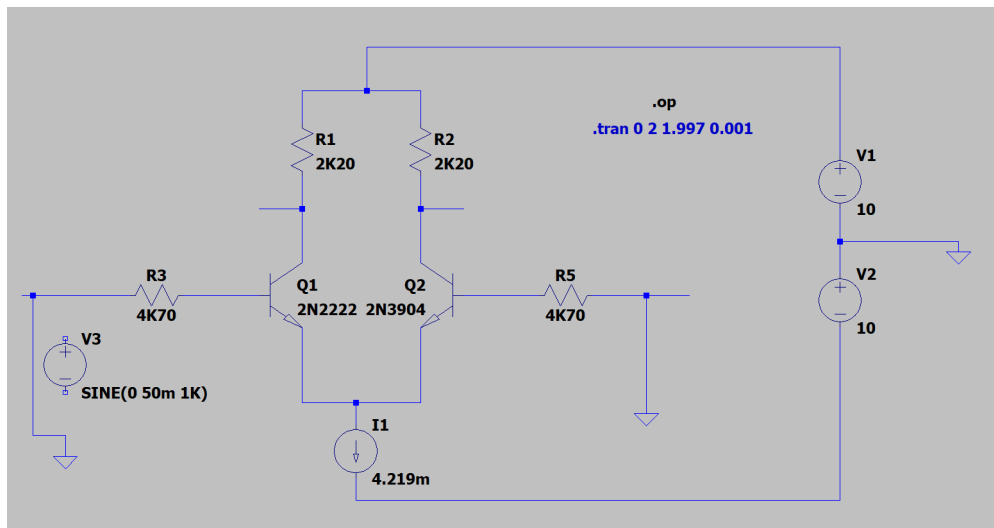 .op
.tran 0 2 1.997 0.001
R1
2K20
R2
2K20
V1
10
R3
4K70
Q1
2N2222
Q2
2N3904
R5
4K70
V2
10
V3
SINE(0 50m 1K)
I1
4.219m